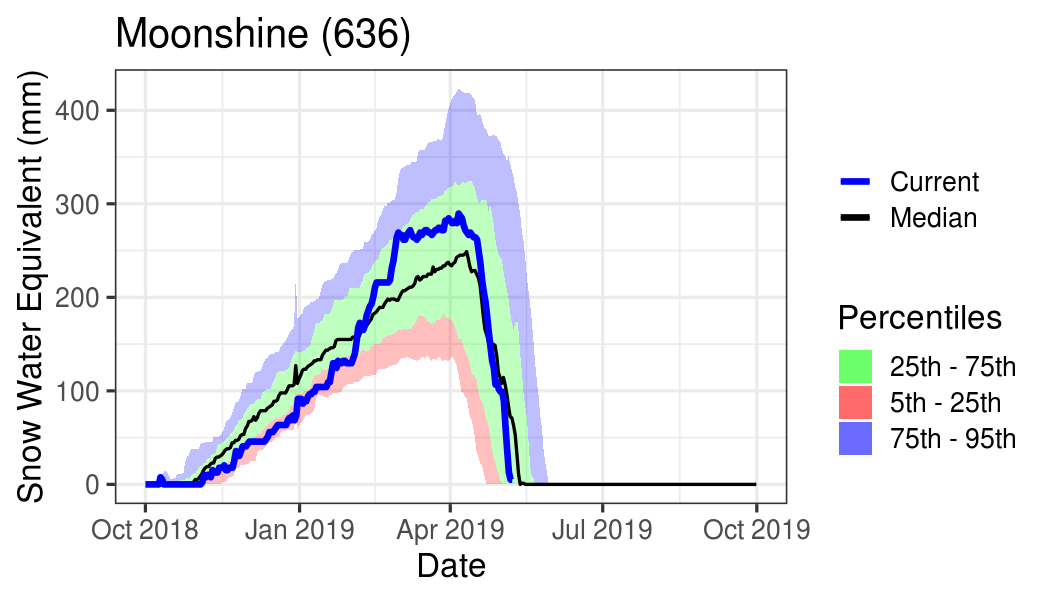 Moonshine (636)
Snow Water Equivalent (mm)
400
300
200
100
0
Oct 2018
Jan 2019
Apr 2019
Jul 2019
Oct 2019
Date
Current
Median
Percentiles
25th - 75th
5th - 25th
75th - 95th